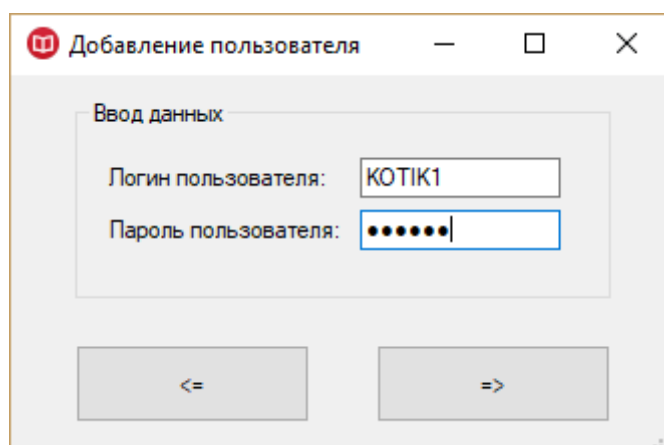 Добавление пользователя
Ввод данных
Логин пользователя: KOTIK1
Пароль пользователя: ●●●●●●
<= =>